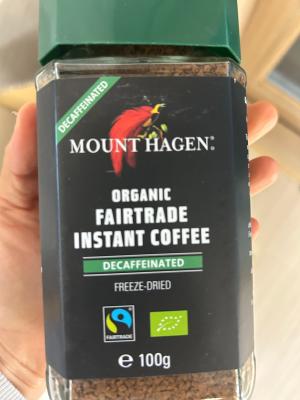 DECAFFEINATED
MOUNT HAGEN®
ORGANIC
FAIRTRADE
INSTANT COFFEE
DECAFFEINATED
FREEZE-DRIED
FAIRTRADE
℮ 100g